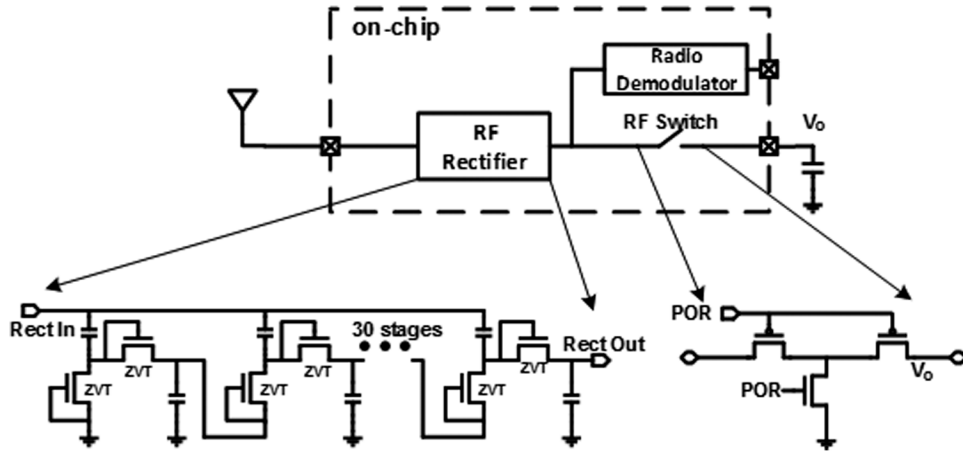 on-chip
Radio
Demodulator
RF
Rectifier
RF Switch
Vo
Rect In
ZVT
ZVT
ZVT
ZVT
30 stages
ZVT
ZVT
Rect Out
POR
POR
Vo